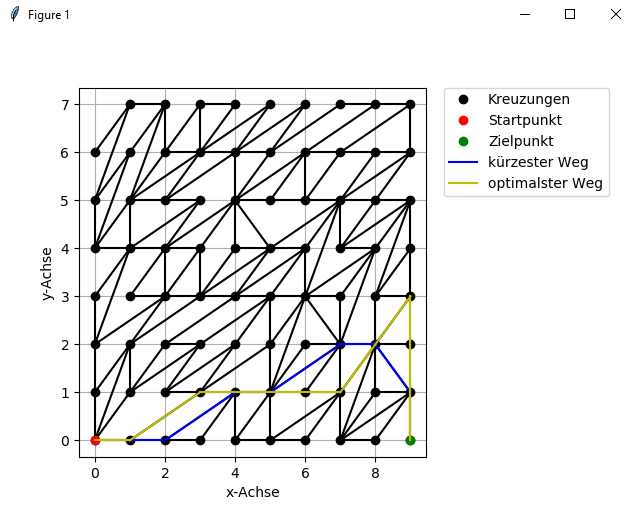 Figure 1
Kreuzungen
Startpunkt
Zielpunkt
kürzester Weg
optimalster Weg
7
6
5
4
3
2
1
0
y-Achse
0 2 4 6 8
x-Achse